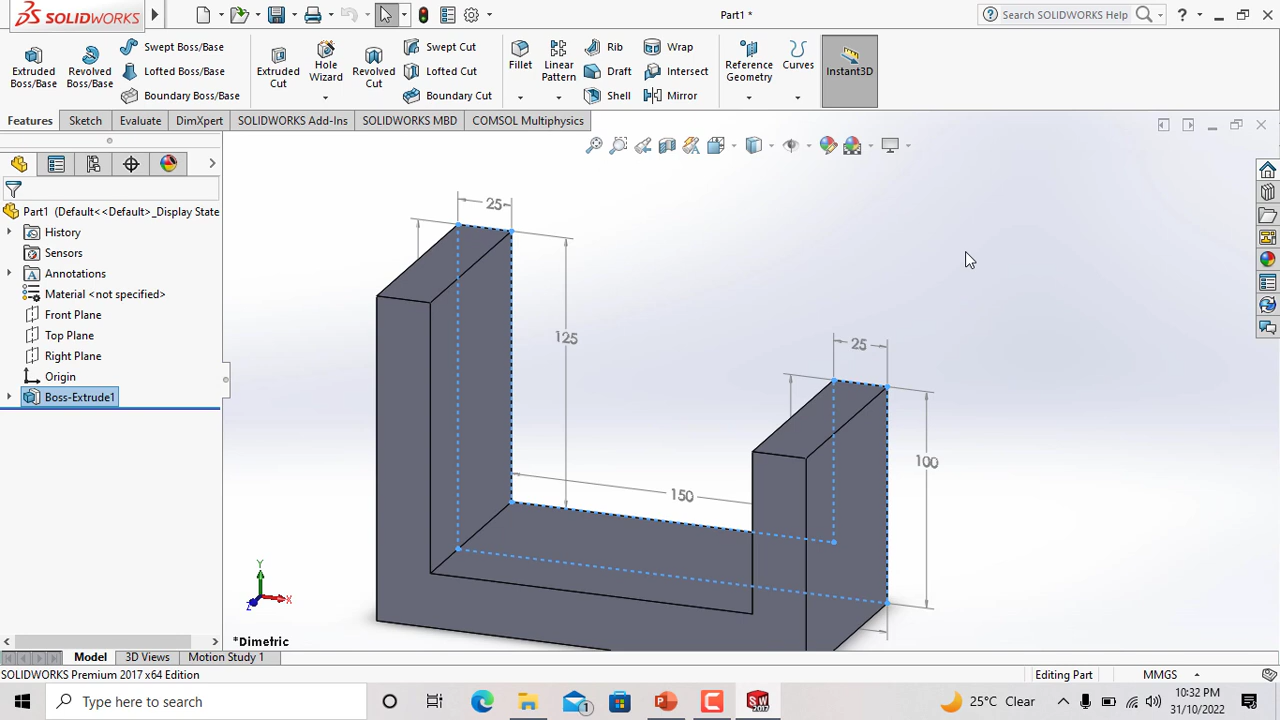 SOLIDWORKS
Part1 *
Search SOLIDWORKS Help
Extruded Boss/Base
Revolved Boss/Base
Swept Boss/Base
Lofted Boss/Base
Boundary Boss/Base
Extruded Cut
Hole Wizard
Revolved Cut
Swept Cut
Lofted Cut
Boundary Cut
Fillet
Linear Pattern
Rib
Draft
Shell
Wrap
Intersect
Mirror
Reference Geometry
Curves
Instant3D
Features
Sketch
Evaluate
DimXpert
SOLIDWORKS Add-Ins
SOLIDWORKS MBD
COMSOL Multiphysics
Part1 (Default<<Default>_Display State
History
Sensors
Annotations
Material <not specified>
Front Plane
Top Plane
Right Plane
Origin
Boss-Extrude1
25
125
25
100
150
Y
X
Z
*Dimetric
Model
3D Views
Motion Study 1
SOLIDWORKS Premium 2017 x64 Edition
Editing Part
MMGS
Type here to search
1
SW
2017
25°C Clear
10:32 PM
31/10/2022